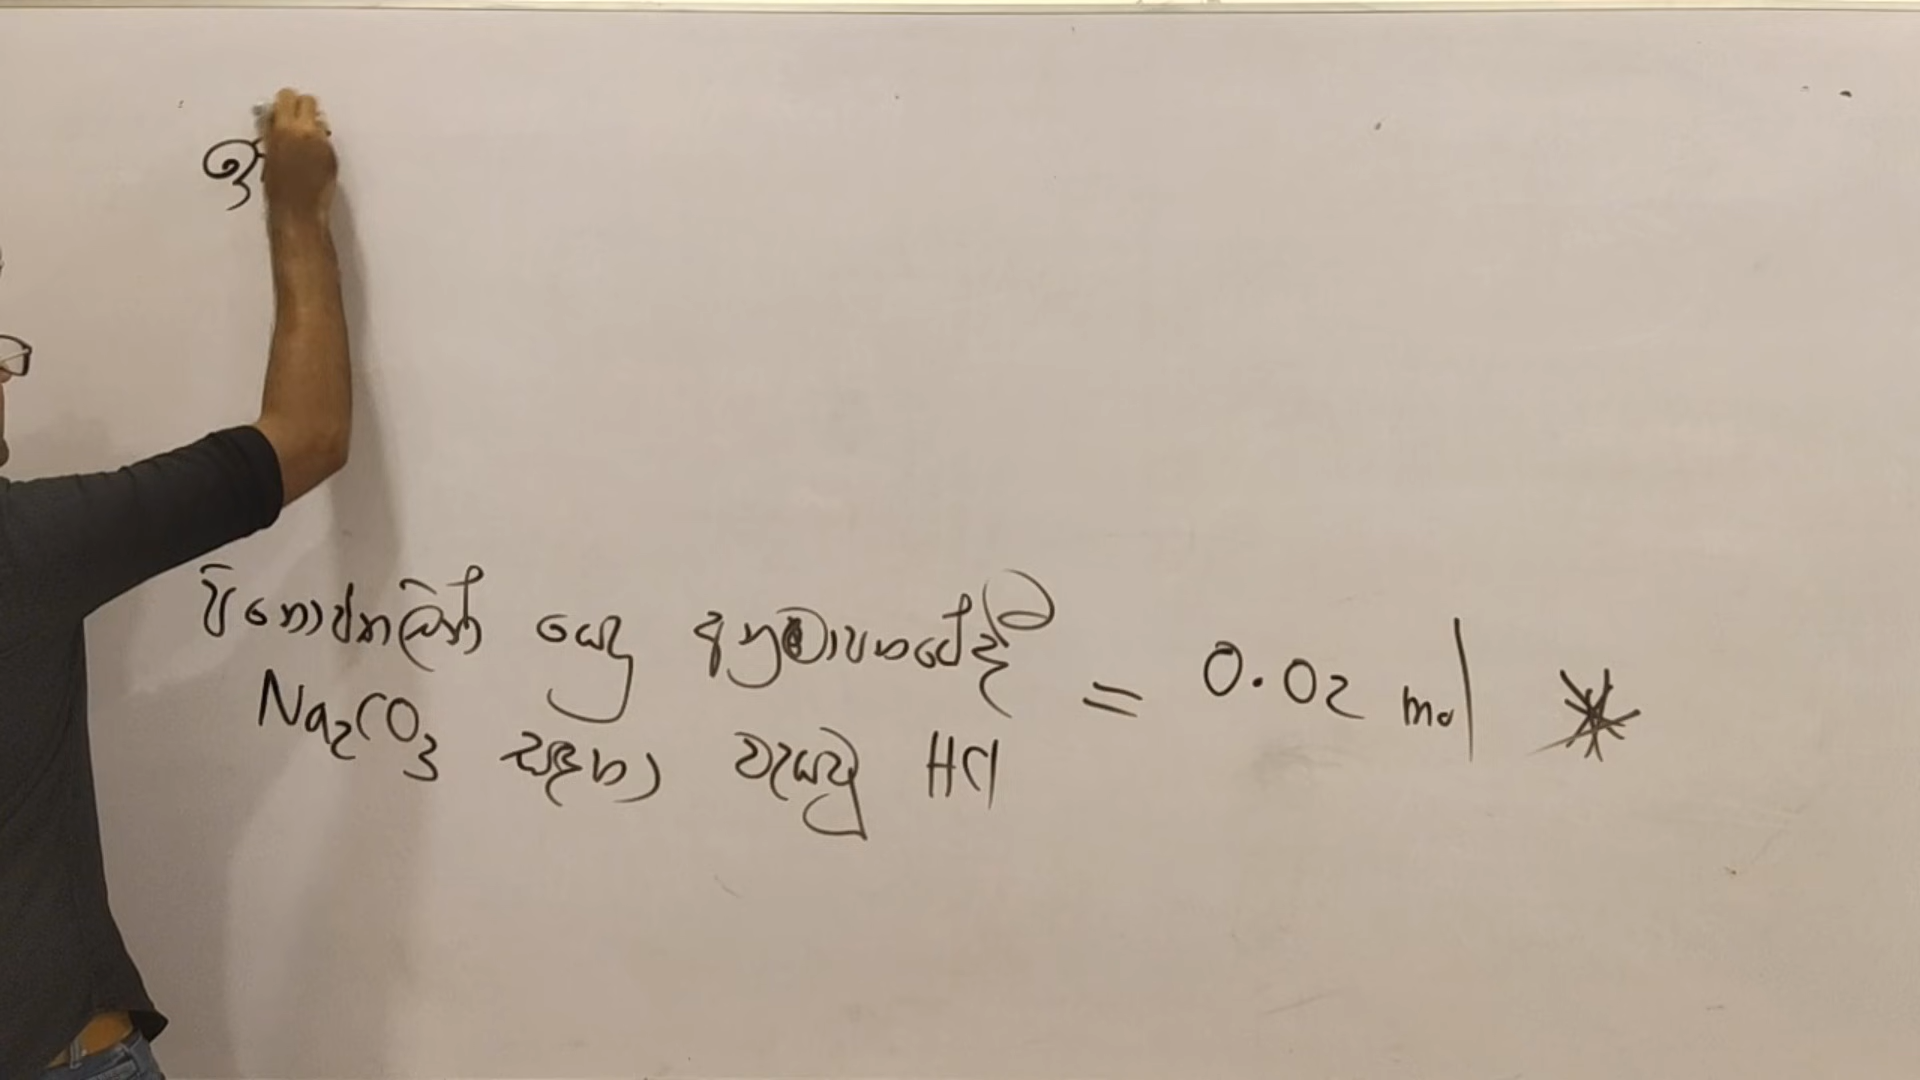 පිනොප්තලින් යෙදූ අනුමාපනයේදී
Na₂CO₃ සඳහා වැයවූ HCl = 0.02 mol *